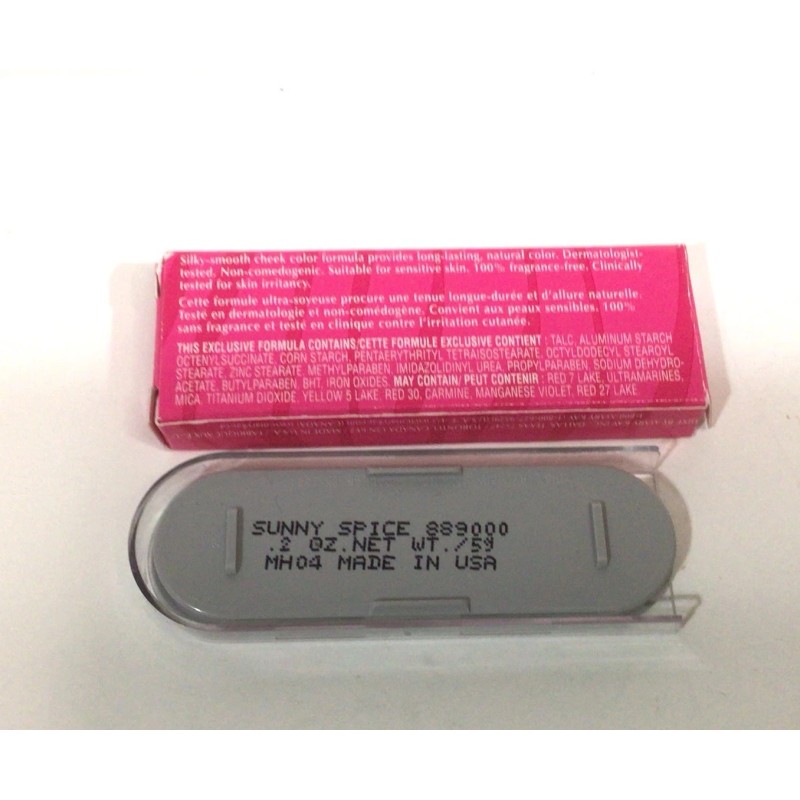 Silky-smooth cheek color formula provides long-lasting, natural color. Dermatologist-
tested. Non-comedogenic. Suitable for sensitive skin. 100% fragrance-free. Clinically
tested for skin irritancy.
Cette formule ultra-soyeuse procure une tenue longue-durée et d'allure naturelle.
Testé en dermatologie et non-comédogène. Convient aux peaux sensibles. 100%
sans fragrance et testé en clinique contre l'irritation cutanée.
THIS EXCLUSIVE FORMULA CONTAINS/CETTE FORMULE EXCLUSIVE CONTIENT : TALC, ALUMINUM STARCH
OCTENYLSUCCINATE, CORN STARCH, PENTAERYTHRITYL TETRAISOSTEARATE, OCTYLDODECYL STEAROYL
STEARATE, ZINC STEARATE, METHYLPARABEN, IMIDAZOLIDINYL UREA, PROPYLPARABEN, SODIUM DEHYDRO-
ACETATE, BUTYLPARABEN, BHT, IRON OXIDES. MAY CONTAIN/ PEUT CONTENIR : RED 7 LAKE, ULTRAMARINES,
MICA, TITANIUM DIOXIDE, YELLOW 5 LAKE, RED 30, CARMINE, MANGANESE VIOLET, RED 27 LAKE.
SUNNY SPICE 889000
.2 OZ.NET WT./5g
MH04 MADE IN USA